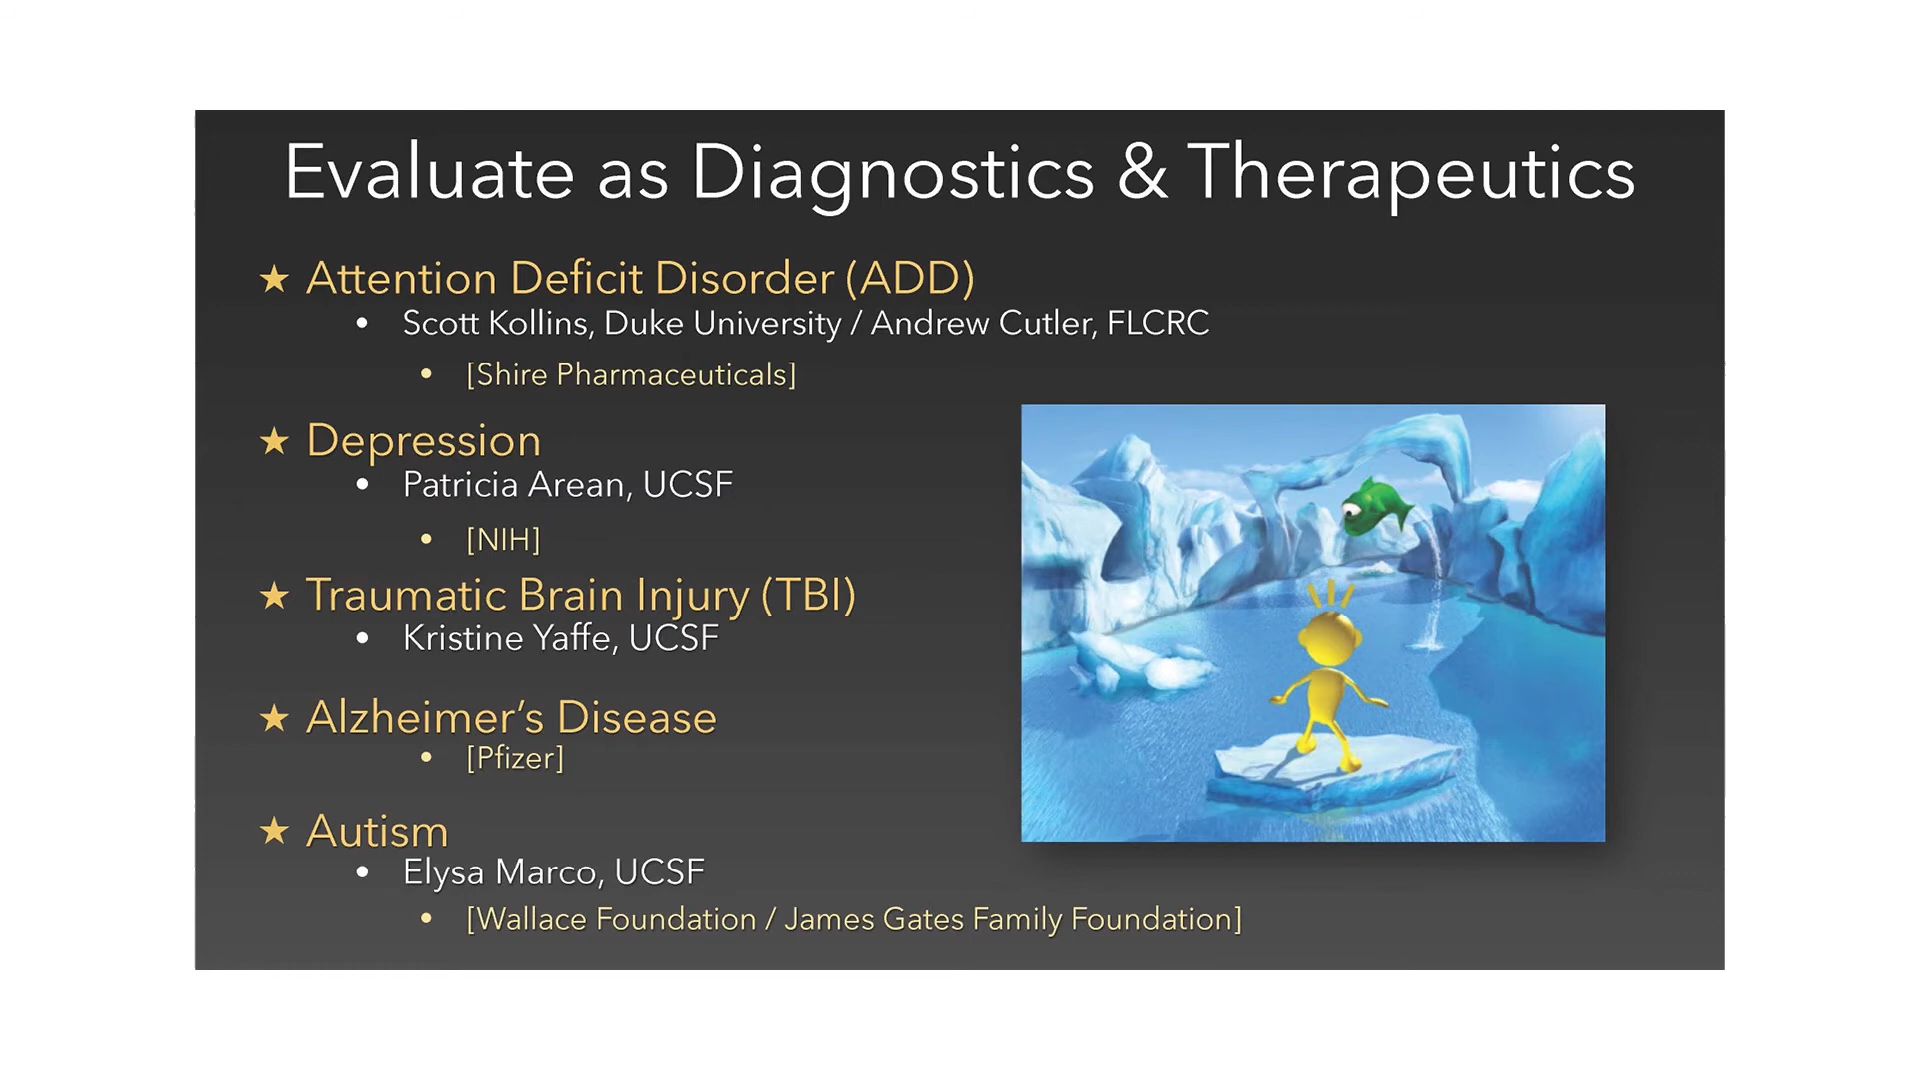 Evaluate as Diagnostics & Therapeutics
★ Attention Deficit Disorder (ADD)
• Scott Kollins, Duke University / Andrew Cutler, FLCRC
• [Shire Pharmaceuticals]
★ Depression
• Patricia Arean, UCSF
• [NIH]
★ Traumatic Brain Injury (TBI)
• Kristine Yaffe, UCSF
★ Alzheimer’s Disease
• [Pfizer]
★ Autism
• Elysa Marco, UCSF
• [Wallace Foundation / James Gates Family Foundation]